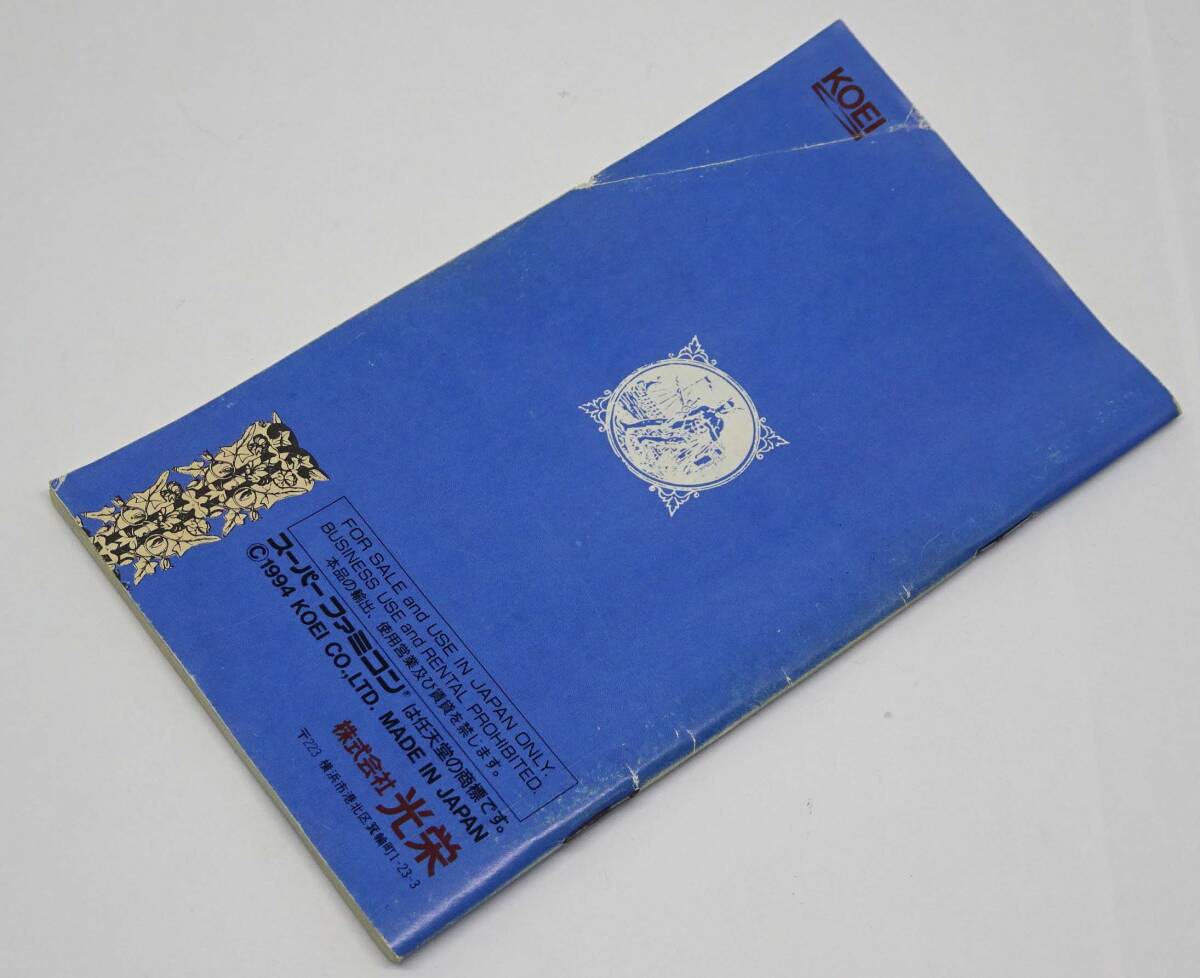 KOEI
FOR SALE and USE IN JAPAN ONLY.
BUSINESS USE and RENTAL PROHIBITED.
本品の輸出、使用営業及び賃貸を禁じます。
スーパーファミコン®は任天堂の商標です。
©1994 KOEI CO.,LTD. MADE IN JAPAN
株式会社 光栄
〒223 横浜市港北区箕輪町1-23-3